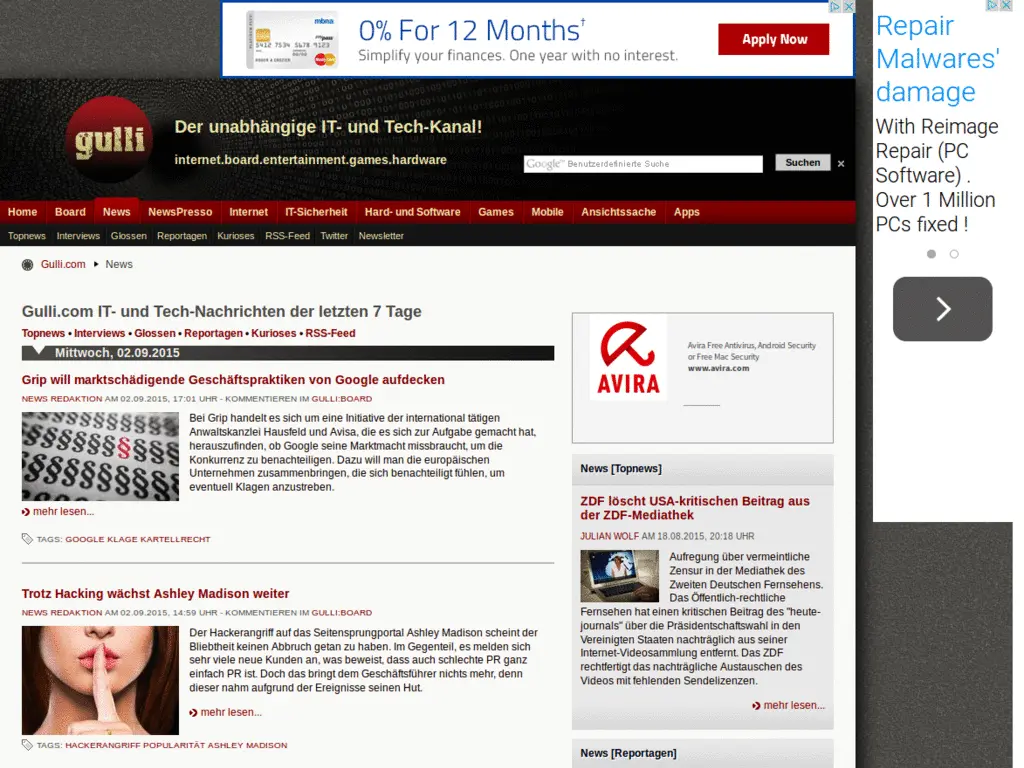 mbna
5412 7534 5678 9123
0% For 12 Months†
Simplify your finances. One year with no interest.
Apply Now
Repair
Malwares'
damage
With Reimage
Repair (PC
Software) .
Over 1 Million
PCs fixed !
gulli
Der unabhängige IT- und Tech-Kanal!
internet.board.entertainment.games.hardware
Google™ Benutzerdefinierte Suche
Suchen
×
Home Board News NewsPresso Internet IT-Sicherheit Hard- und Software Games Mobile Ansichtssache Apps
Topnews Interviews Glossen Reportagen Kurioses RSS-Feed Twitter Newsletter
Gulli.com News
Gulli.com IT- und Tech-Nachrichten der letzten 7 Tage
Topnews • Interviews • Glossen • Reportagen • Kurioses • RSS-Feed
Mittwoch, 02.09.2015
Grip will marktschädigende Geschäftspraktiken von Google aufdecken
NEWS REDAKTION AM 02.09.2015, 17:01 UHR - KOMMENTIEREN IM GULLI:BOARD
Bei Grip handelt es sich um eine Initiative der international tätigen
Anwaltskanzlei Hausfeld und Avisa, die es sich zur Aufgabe gemacht hat,
herauszufinden, ob Google seine Marktmacht missbraucht, um die
Konkurrenz zu benachteiligen. Dazu will man die europäischen
Unternehmen zusammenbringen, die sich benachteiligt fühlen, um
eventuell Klagen anzustreben.
mehr lesen...
TAGS: GOOGLE KLAGE KARTELLRECHT
Trotz Hacking wächst Ashley Madison weiter
NEWS REDAKTION AM 02.09.2015, 14:59 UHR - KOMMENTIEREN IM GULLI:BOARD
Der Hackerangriff auf das Seitensprungportal Ashley Madison scheint der
Bliebtheit keinen Abbruch getan zu haben. Im Gegenteil, es melden sich
sehr viele neue Kunden an, was beweist, dass auch schlechte PR ganz
einfach PR ist. Doch das bringt dem Geschäftsführer nichts mehr, denn
dieser nahm aufgrund der Ereignisse seinen Hut.
mehr lesen...
TAGS: HACKERANGRIFF POPULARITÄT ASHLEY MADISON
AVIRA
Avira Free Antivirus, Android Security
or Free Mac Security
www.avira.com
News [Topnews]
ZDF löscht USA-kritischen Beitrag aus
der ZDF-Mediathek
JULIAN WOLF AM 18.08.2015, 20:18 UHR
Aufregung über vermeintliche
Zensur in der Mediathek des
Zweiten Deutschen Fernsehens.
Das Öffentlich-rechtliche
Fernsehen hat einen kritischen Beitrag des "heute-
journals" über die Präsidentschaftswahl in den
Vereinigten Staaten nachträglich aus seiner
Internet-Videosammlung entfernt. Das ZDF
rechtfertigt das nachträgliche Austauschen des
Videos mit fehlenden Sendelizenzen.
mehr lesen...
News [Reportagen]